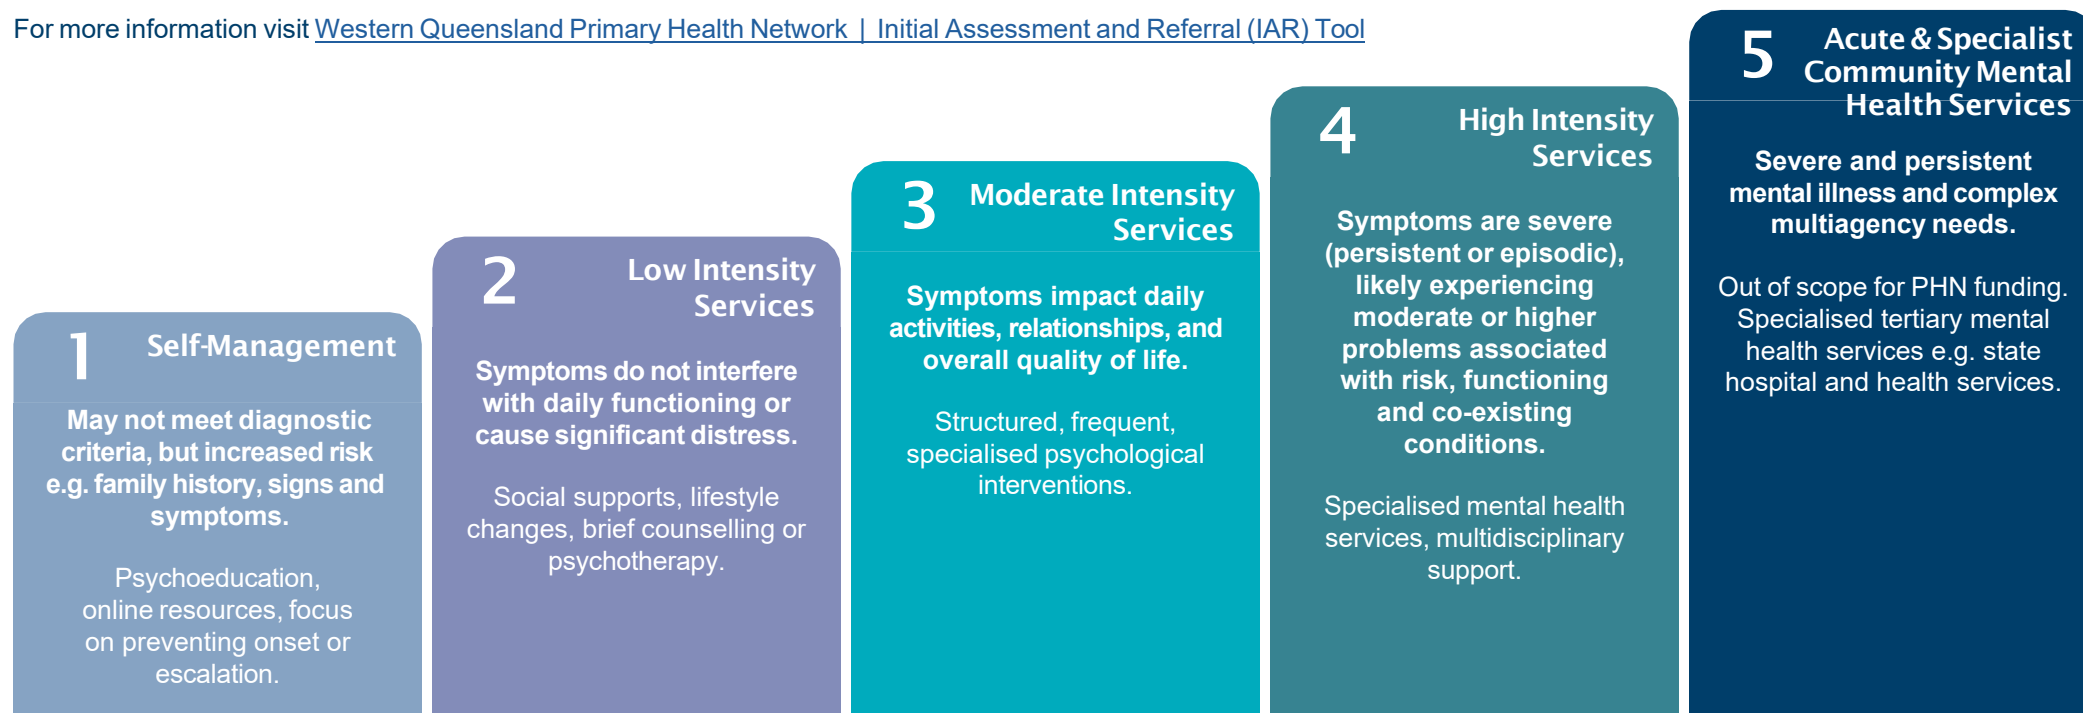 For more information visit Western Queensland Primary Health Network | Initial Assessment and Referral (IAR) Tool
1 Self-Management
May not meet diagnostic
criteria, but increased risk
e.g. family history, signs and
symptoms.
Psychoeducation,
online resources, focus
on preventing onset or
escalation.
2 Low Intensity
Services
Symptoms do not interfere
with daily functioning or
cause significant distress.
Social supports, lifestyle
changes, brief counselling or
psychotherapy.
3 Moderate Intensity
Services
Symptoms impact daily
activities, relationships, and
overall quality of life.
Structured, frequent,
specialised psychological
interventions.
4 High Intensity
Services
Symptoms are severe
(persistent or episodic),
likely experiencing
moderate or higher
problems associated
with risk, functioning
and co-existing
conditions.
Specialised mental health
services, multidisciplinary
support.
5 Acute & Specialist
Community Mental
Health Services
Severe and persistent
mental illness and complex
multiagency needs.
Out of scope for PHN funding.
Specialised tertiary mental
health services e.g. state
hospital and health services.